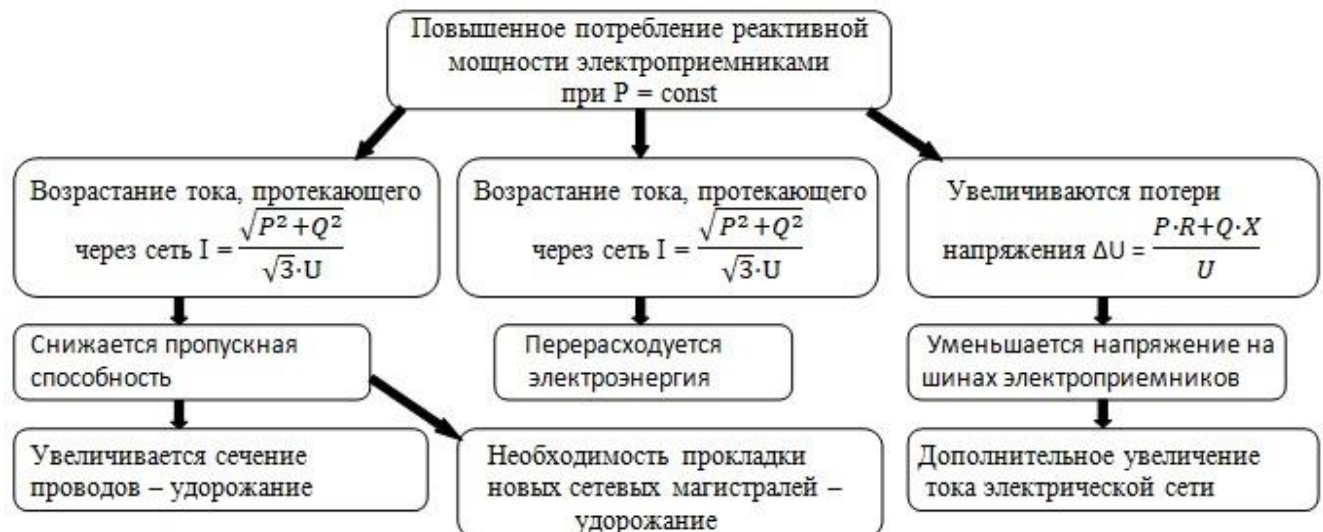 Повышенное потребление реактивной
мощности электроприемниками
при P = const
Возрастание тока, протекающего
через сеть I = √(P² + Q²) / (√3·U)
Возрастание тока, протекающего
через сеть I = √(P² + Q²) / (√3·U)
Увеличиваются потери
напряжения ΔU = (P·R+Q·X) / U
Снижается пропускная
способность
Перерасходуется
электроэнергия
Уменьшается напряжение на
шинах электроприемников
Увеличивается сечение
проводов – удорожание
Необходимость прокладки
новых сетевых магистралей –
удорожание
Дополнительное увеличение
тока электрической сети